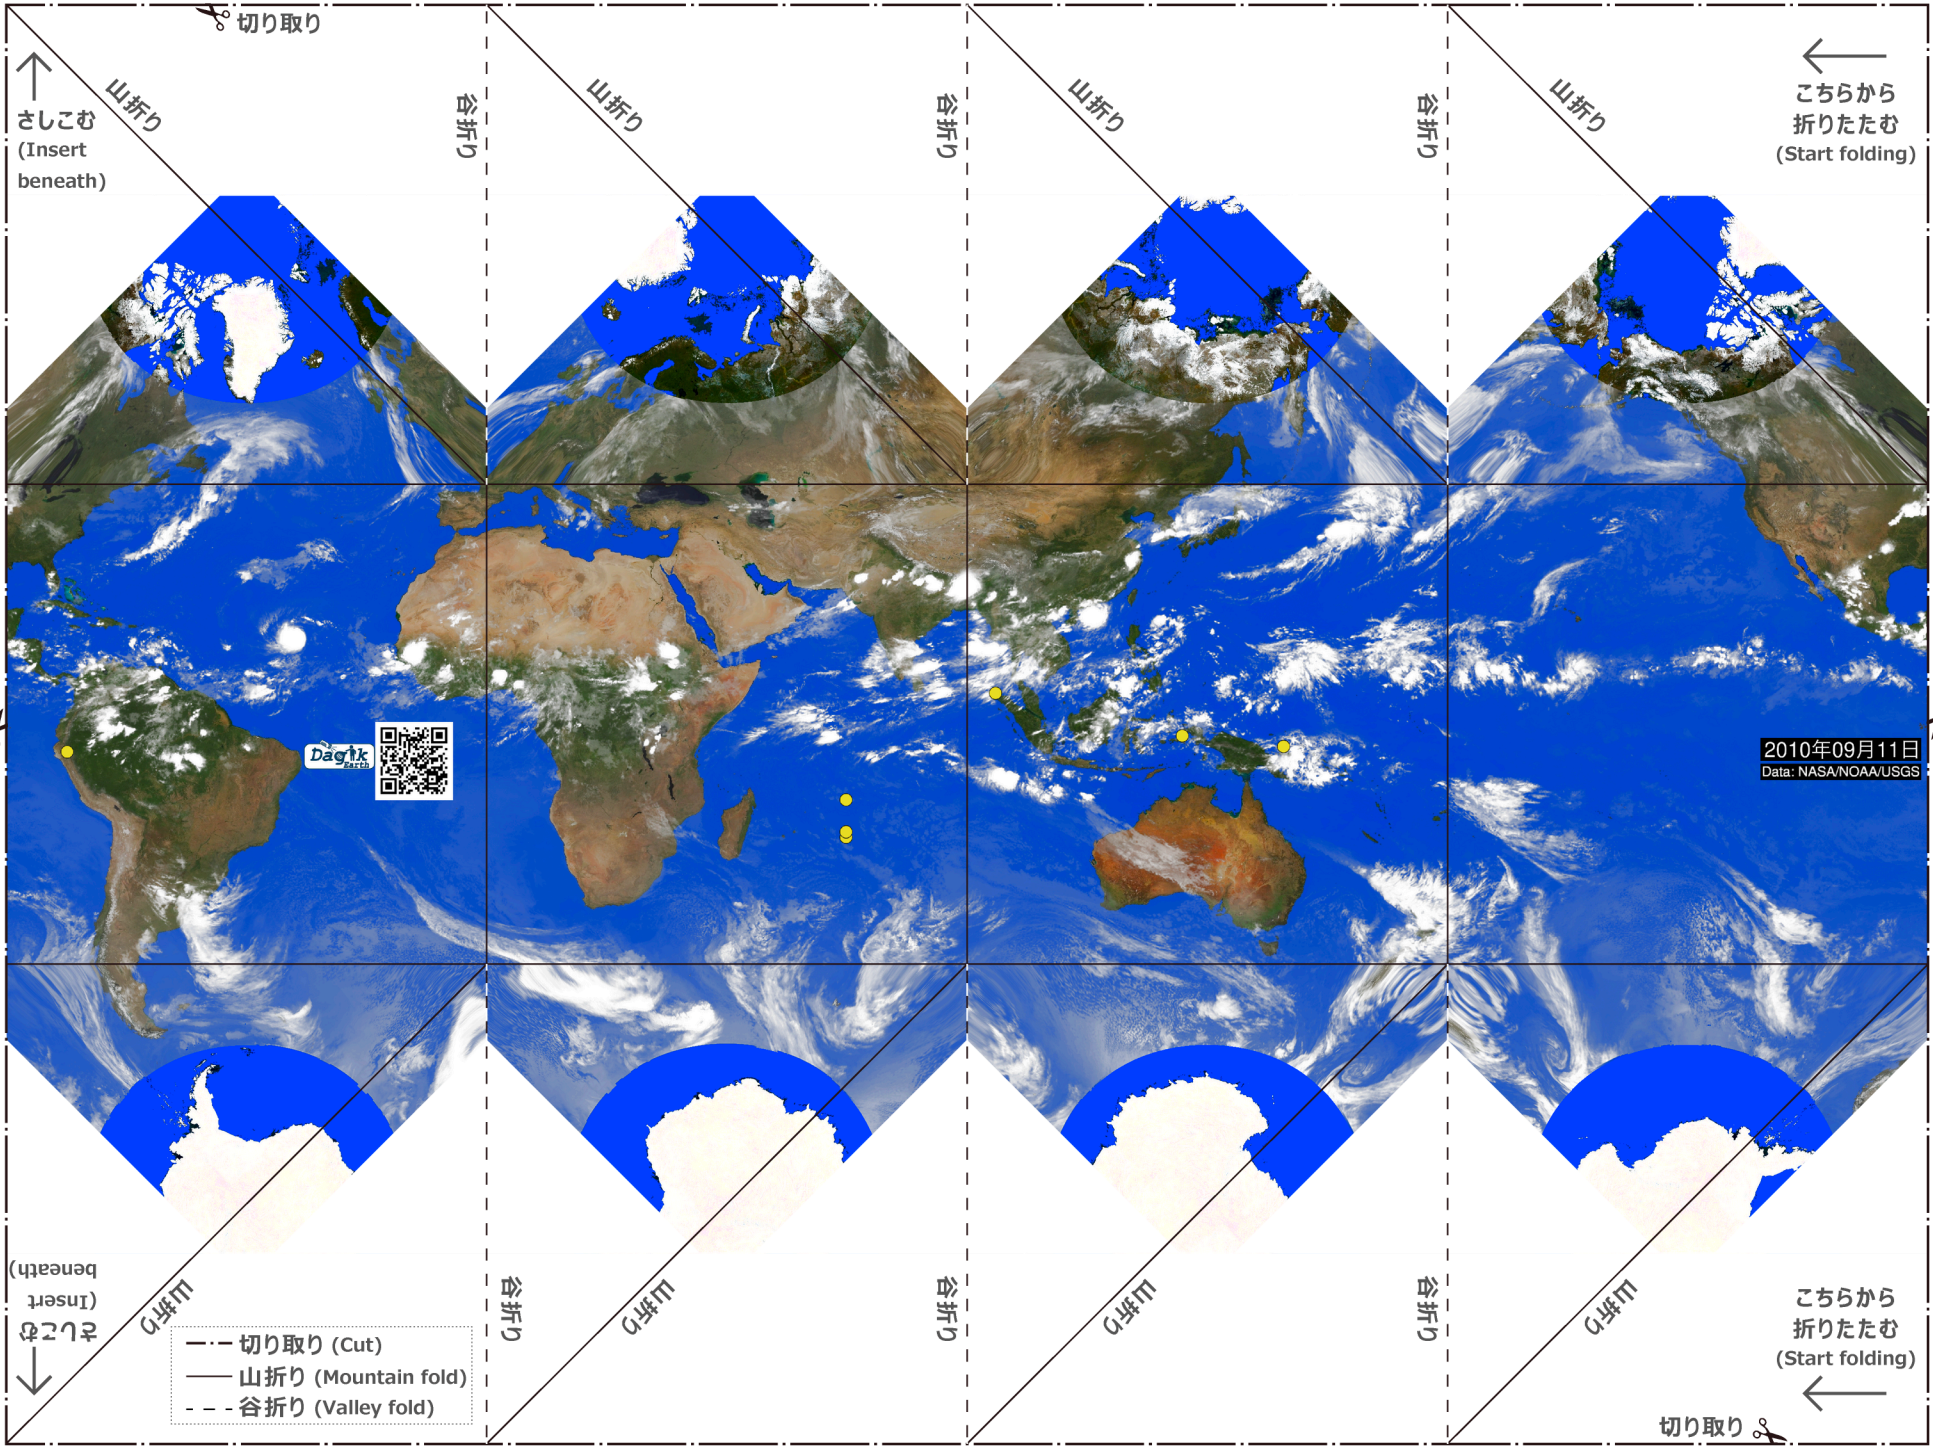 切り取り
山折り
谷折り
山折り
谷折り
山折り
谷折り
山折り
さしこむ
(Insert
beneath)
こちらから
折りたたむ
(Start folding)
Dagik
Earth
2010年09月11日
Data: NASA/NOAA/USGS
さしこむ
(Insert
beneath)
山折り
谷折り
山折り
谷折り
山折り
谷折り
山折り
こちらから
折りたたむ
(Start folding)
切り取り (Cut)
山折り (Mountain fold)
谷折り (Valley fold)
切り取り